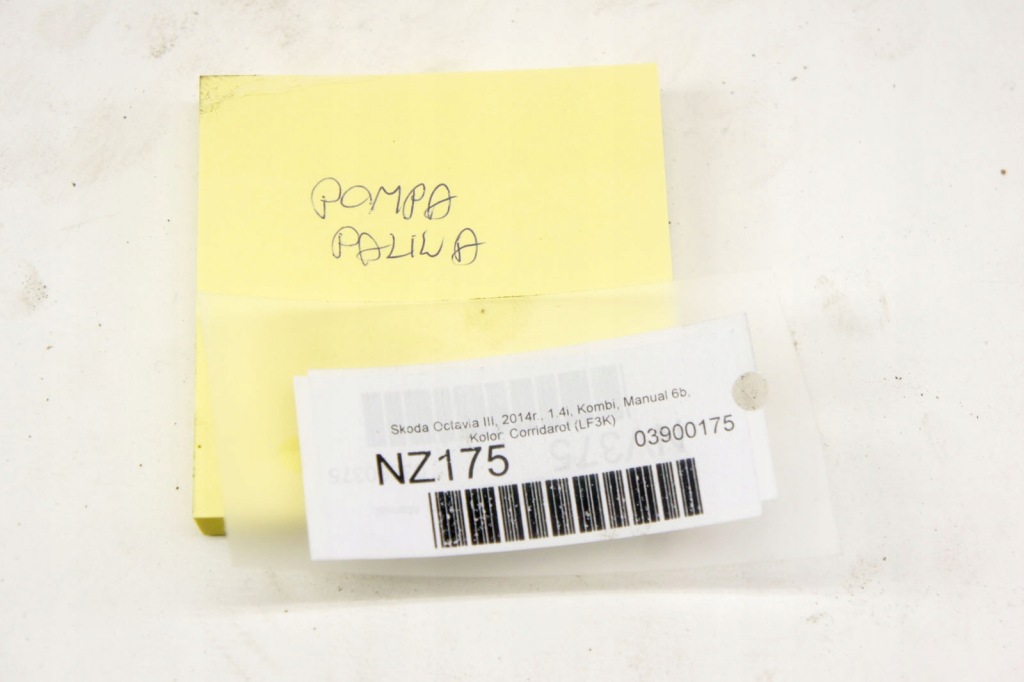 POMPA
PALIWA
Skoda Octavia III, 2014r., 1.4i, Kombi, Manual 6b,
Kolor: Corridarot (LF3K)
03900175
NZ175